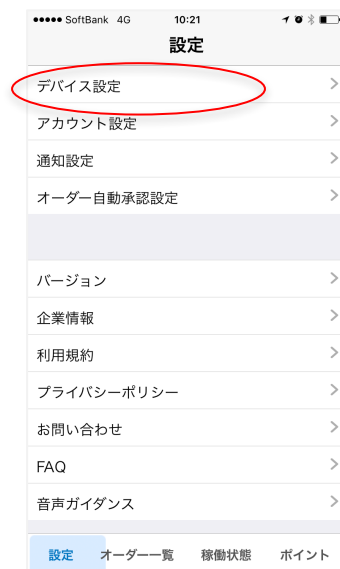 SoftBank 4G 10:21
設定
デバイス設定
アカウント設定
通知設定
オーダー自動承認設定
バージョン
企業情報
利用規約
プライバシーポリシー
お問い合わせ
FAQ
音声ガイダンス
設定 オーダー一覧 稼働状態 ポイント